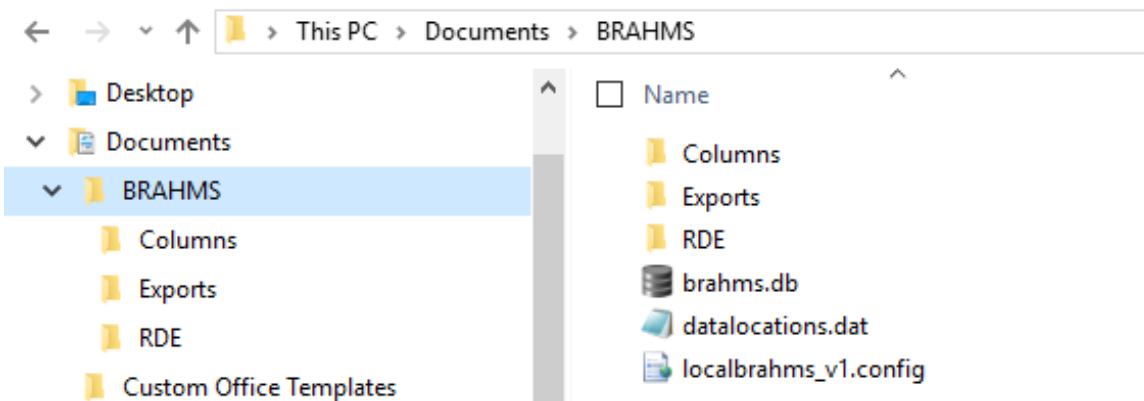 This PC > Documents > BRAHMS
Desktop
Documents
BRAHMS
Columns
Exports
RDE
Custom Office Templates
Name
Columns
Exports
RDE
brahms.db
datalocations.dat
localbrahms_v1.config